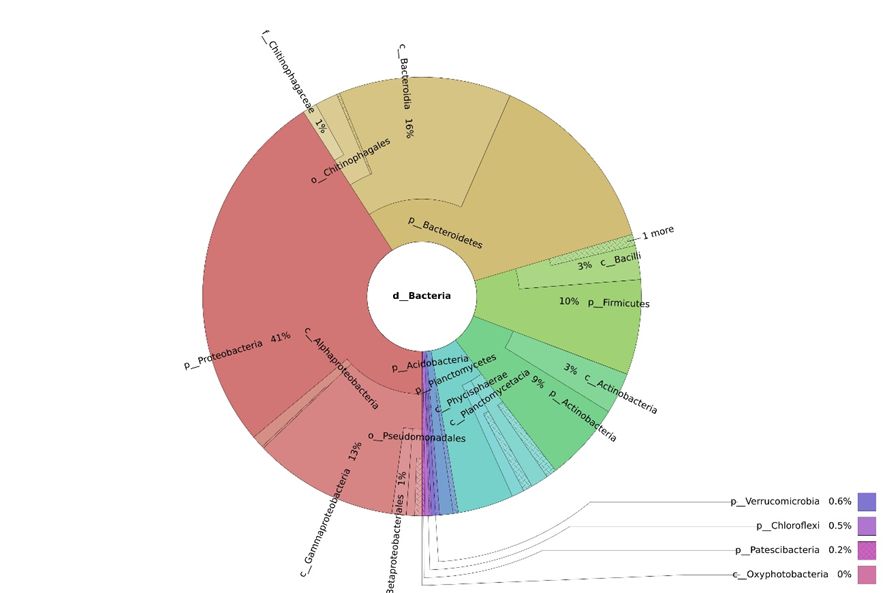 f__Chitinophagaceae 1%
c__Bacteroidia 16%
o__Chitinophagales
p__Bacteroidetes
1 more
3% c__Bacilli
d__Bacteria
10% p__Firmicutes
p__Proteobacteria 41%
c__Alphaproteobacteria
p__Acidobacteria
p__Planctomycetes
c__Phycisphaerae
c__Planctomycetacia
3% c__Actinobacteria
9% p__Actinobacteria
o__Pseudomonadales
c__Gammaproteobacteria 13%
Betaproteobacteriales 1%
p__Verrucomicrobia 0.6%
p__Chloroflexi 0.5%
p__Patescibacteria 0.2%
c__Oxyphotobacteria 0%